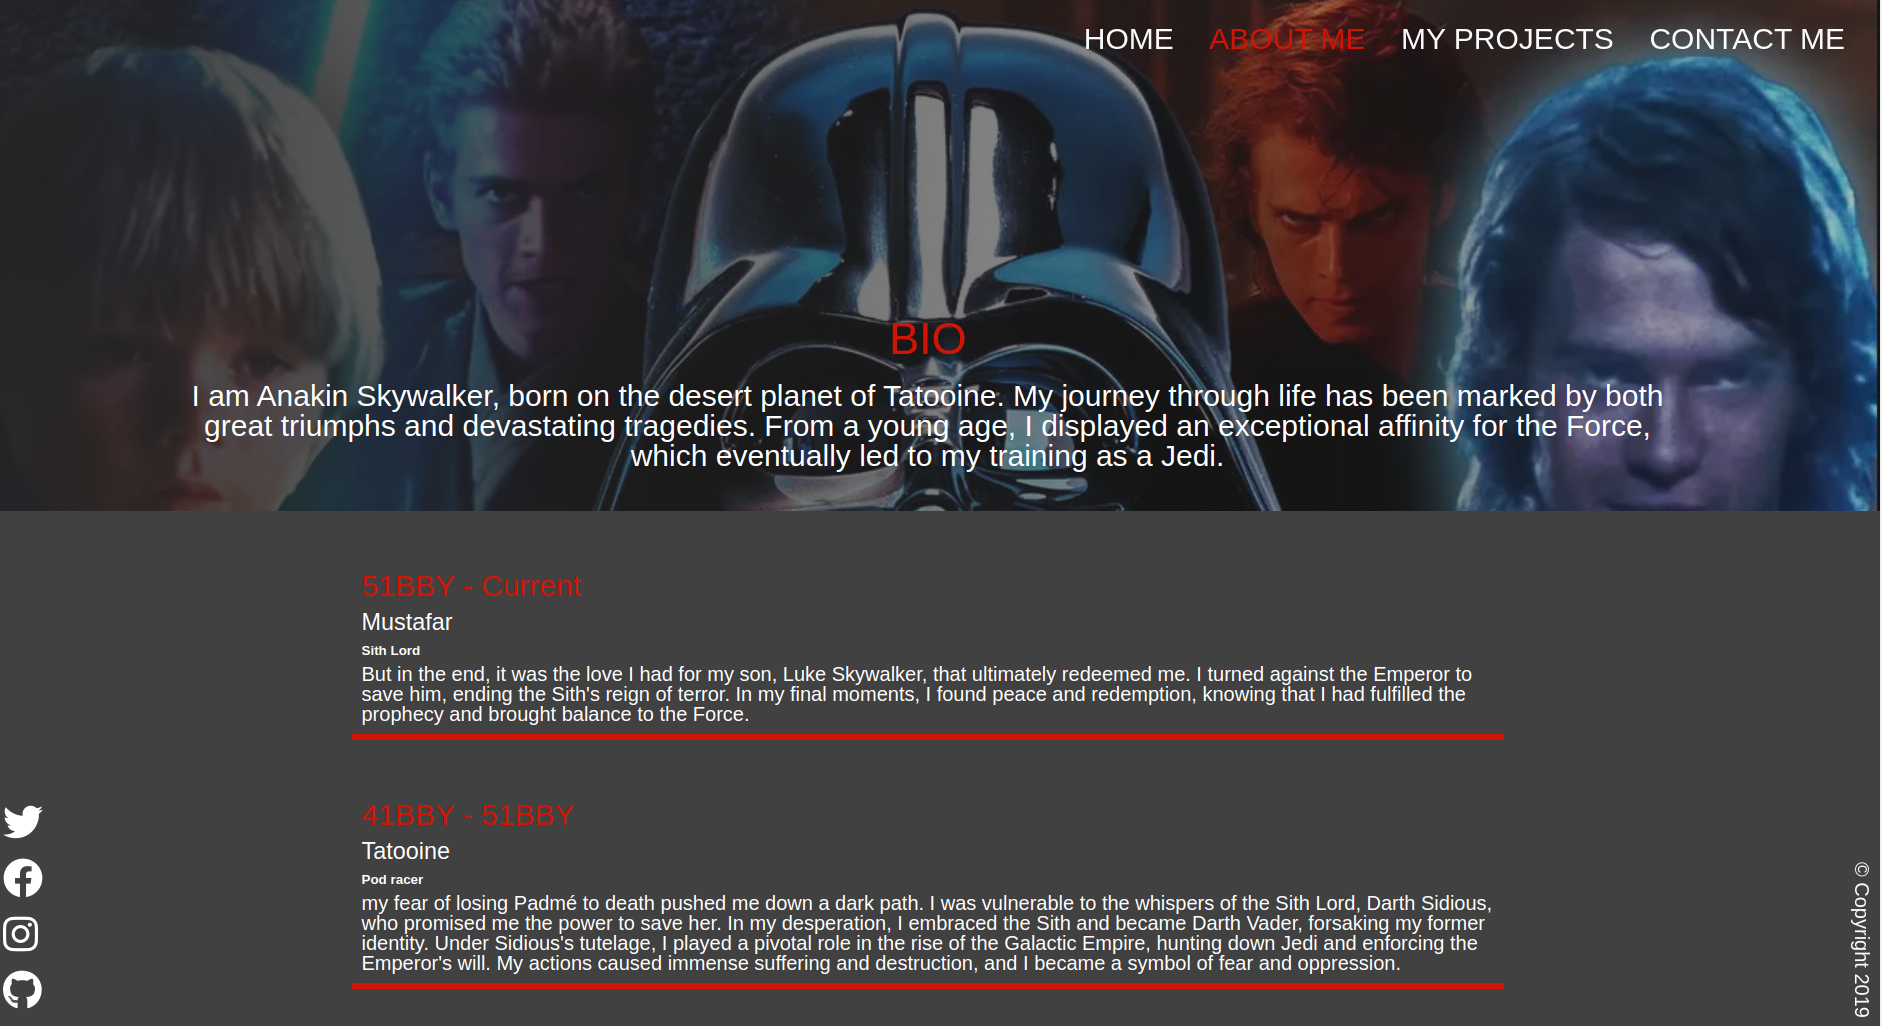 HOME ABOUT ME MY PROJECTS CONTACT ME
BIO
I am Anakin Skywalker, born on the desert planet of Tatooine. My journey through life has been marked by both
great triumphs and devastating tragedies. From a young age, I displayed an exceptional affinity for the Force,
which eventually led to my training as a Jedi.
51BBY - Current
Mustafar
Sith Lord
But in the end, it was the love I had for my son, Luke Skywalker, that ultimately redeemed me. I turned against the Emperor to
save him, ending the Sith's reign of terror. In my final moments, I found peace and redemption, knowing that I had fulfilled the
prophecy and brought balance to the Force.
41BBY - 51BBY
Tatooine
Pod racer
my fear of losing Padmé to death pushed me down a dark path. I was vulnerable to the whispers of the Sith Lord, Darth Sidious,
who promised me the power to save her. In my desperation, I embraced the Sith and became Darth Vader, forsaking my former
identity. Under Sidious's tutelage, I played a pivotal role in the rise of the Galactic Empire, hunting down Jedi and enforcing the
Emperor's will. My actions caused immense suffering and destruction, and I became a symbol of fear and oppression.
© Copyright 2019